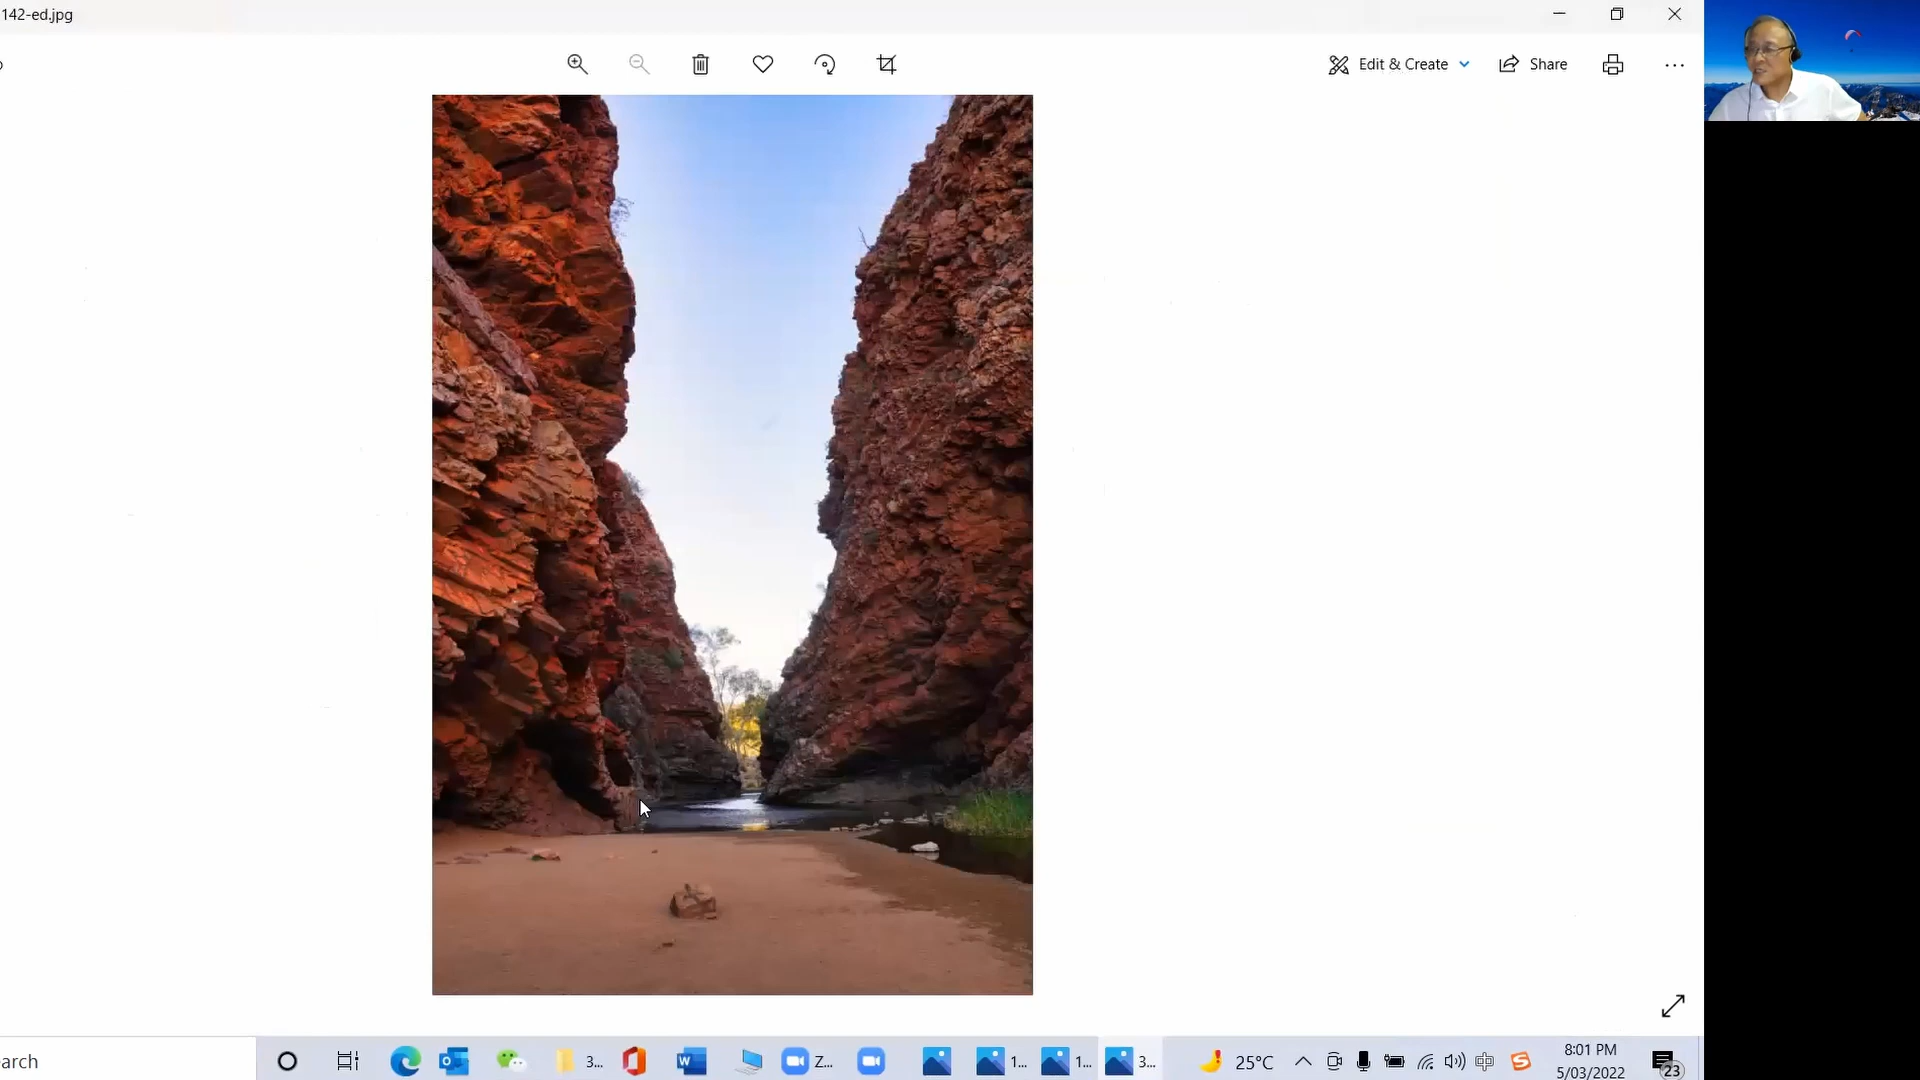 142-ed.jpg
Edit & Create
Share
arch
3...
Z...
1...
1...
3...
25°C
8:01 PM
5/03/2022
23